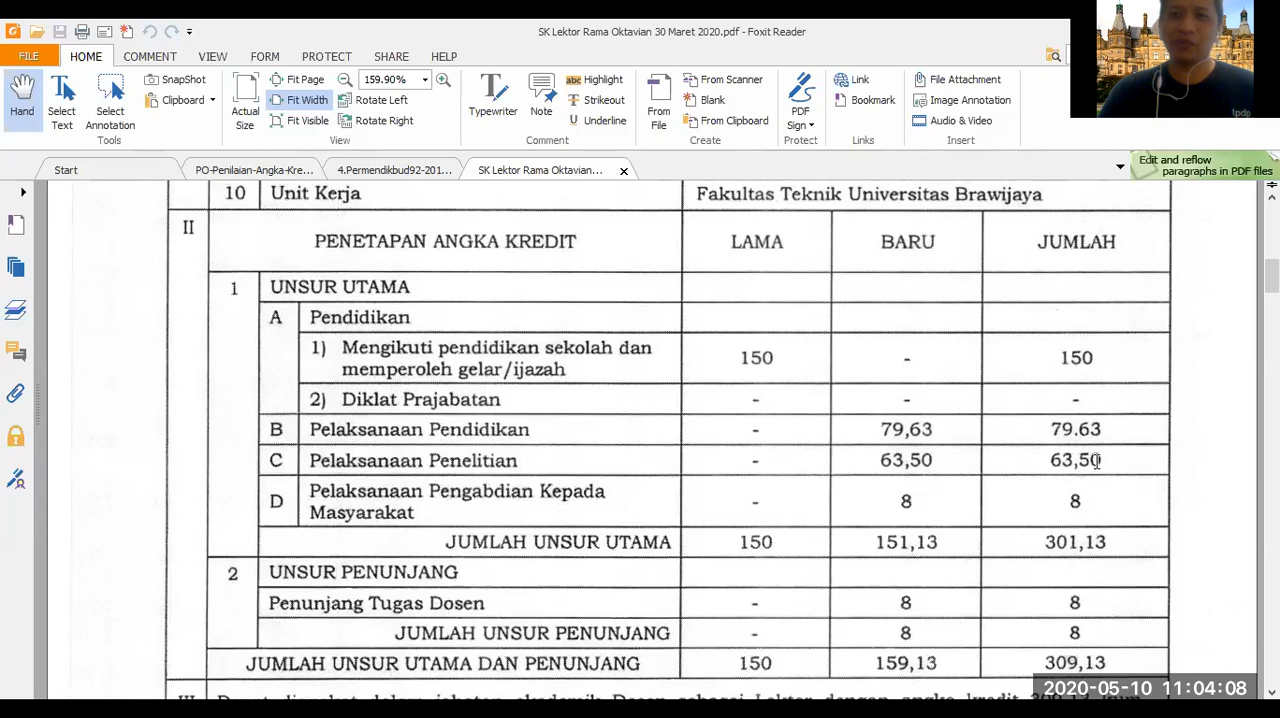 SK Lektor Rama Oktavian 30 Maret 2020.pdf - Foxit Reader
FILE HOME COMMENT VIEW FORM PROTECT SHARE HELP
Hand
Select Text
Select Annotation
SnapShot
Clipboard
Tools
Actual Size
Fit Page
Fit Width
Fit Visible
159.90%
Rotate Left
Rotate Right
View
Typewriter
Note
Highlight
Strikeout
Underline
Comment
From File
From Scanner
Blank
From Clipboard
Create
PDF Sign
Protect
Link
Bookmark
Links
File Attachment
Image Annotation
Audio & Video
Insert
lpdp
Start
PO-Penilaian-Angka-Kre...
4.Permendikbud92-201...
SK Lektor Rama Oktavian...
Edit and reflow
paragraphs in PDF files
10 Unit Kerja Fakultas Teknik Universitas Brawijaya
II PENETAPAN ANGKA KREDIT LAMA BARU JUMLAH
1 UNSUR UTAMA
A Pendidikan
1) Mengikuti pendidikan sekolah dan
memperoleh gelar/ijazah 150 - 150
2) Diklat Prajabatan - - -
B Pelaksanaan Pendidikan - 79,63 79.63
C Pelaksanaan Penelitian - 63,50 63,50
D Pelaksanaan Pengabdian Kepada
Masyarakat - 8 8
JUMLAH UNSUR UTAMA 150 151,13 301,13
2 UNSUR PENUNJANG
Penunjang Tugas Dosen - 8 8
JUMLAH UNSUR PENUNJANG - 8 8
JUMLAH UNSUR UTAMA DAN PENUNJANG 150 159,13 309,13
2020-05-10 11:04:08